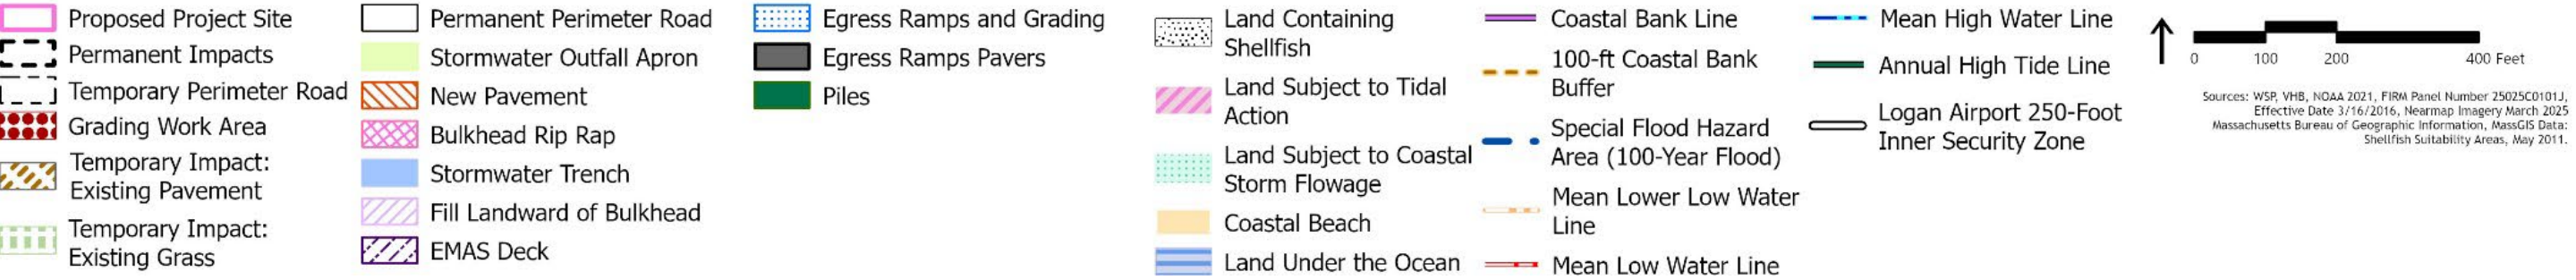 Proposed Project Site
Permanent Impacts
Temporary Perimeter Road
Grading Work Area
Temporary Impact:
Existing Pavement
Temporary Impact:
Existing Grass
Permanent Perimeter Road
Stormwater Outfall Apron
New Pavement
Bulkhead Rip Rap
Stormwater Trench
Fill Landward of Bulkhead
EMAS Deck
Egress Ramps and Grading
Egress Ramps Pavers
Piles
Land Containing
Shellfish
Land Subject to Tidal
Action
Land Subject to Coastal
Storm Flowage
Coastal Beach
Land Under the Ocean
Coastal Bank Line
100-ft Coastal Bank
Buffer
Special Flood Hazard
Area (100-Year Flood)
Mean Lower Low Water
Line
Mean Low Water Line
Mean High Water Line
Annual High Tide Line
Logan Airport 250-Foot
Inner Security Zone
0 100 200 400 Feet
Sources: WSP, VHB, NOAA 2021, FIRM Panel Number 25025C0101J,
Effective Date 3/16/2016, Nearmap Imagery March 2025
Massachusetts Bureau of Geographic Information, MassGIS Data:
Shellfish Suitability Areas, May 2011.